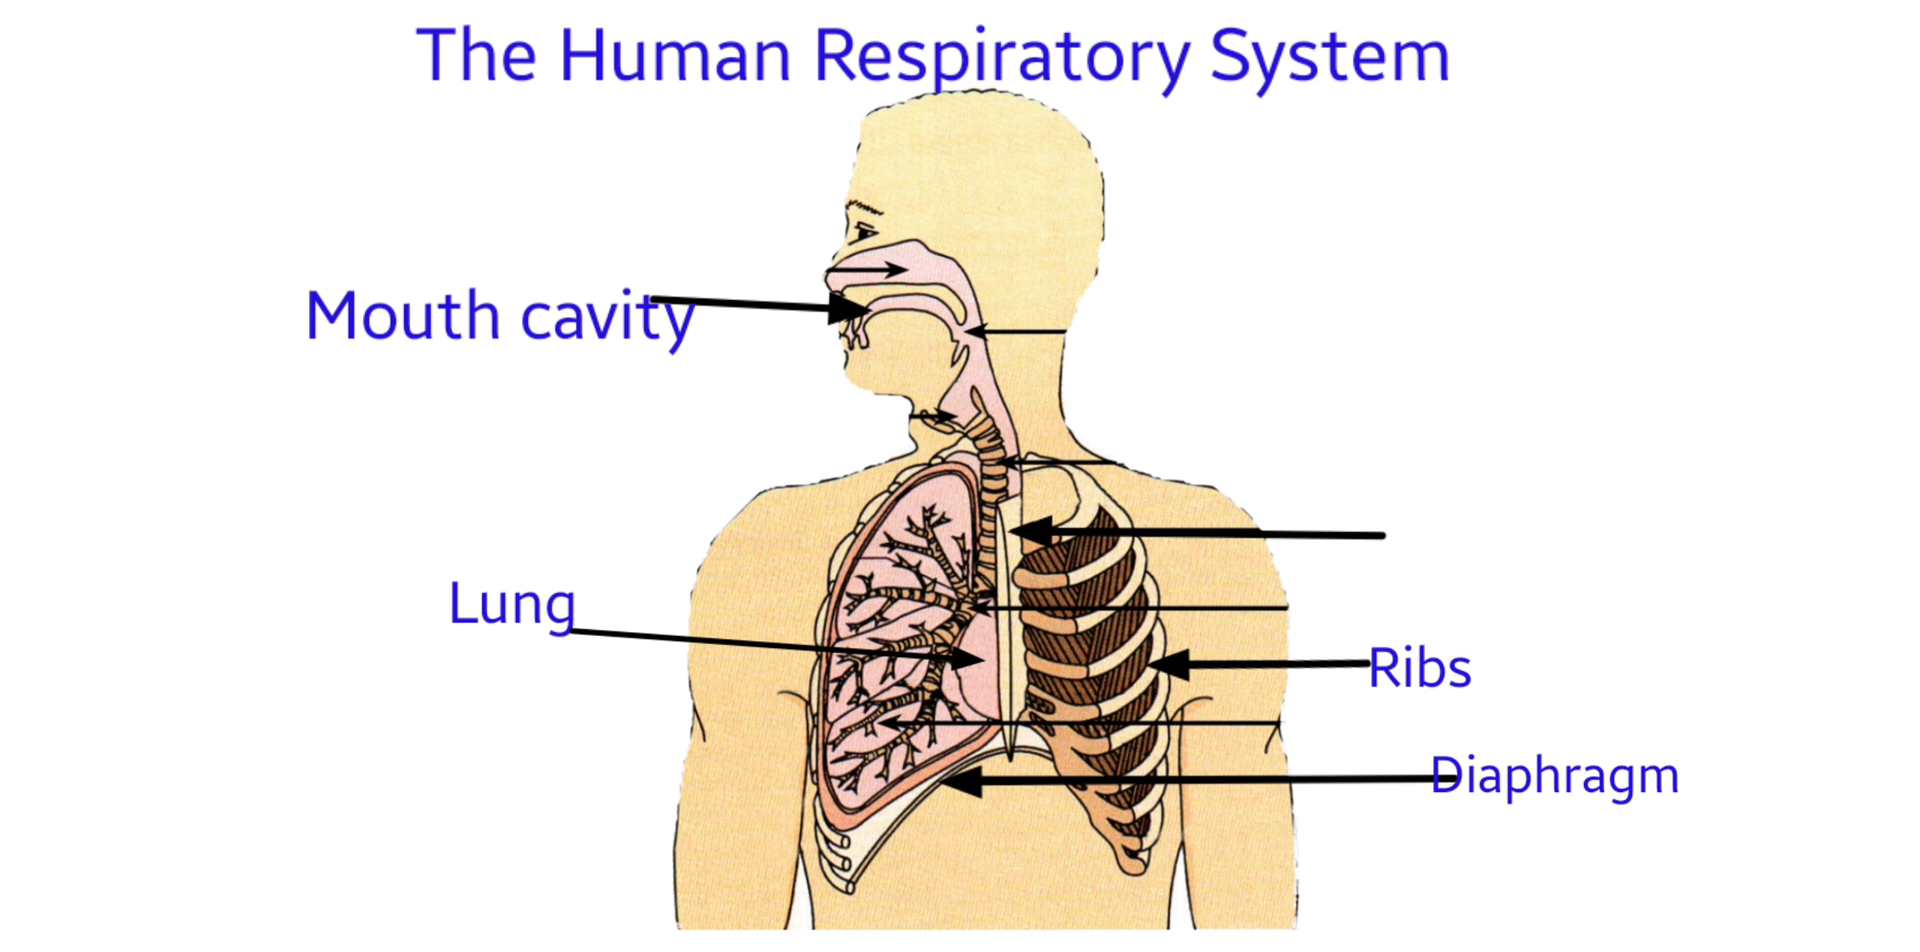 The Human Respiratory System
Mouth cavity
Lung
Ribs
Diaphragm